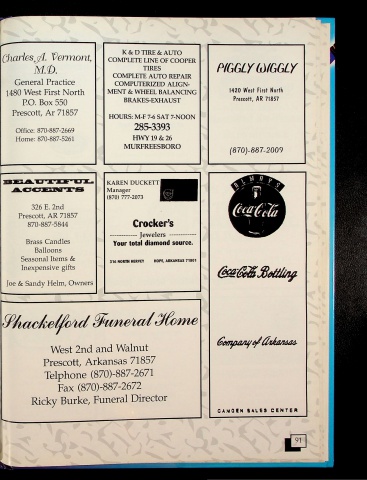 Charles A. Vermont,
M.D.
General Practice
1480 West First North
P.O. Box 550
Prescott, Ar 71857
Office: 870-887-2669
Home: 870-887-5261
K & D TIRE & AUTO
COMPLETE LINE OF COOPER
TIRES
COMPLETE AUTO REPAIR
COMPUTERIZED ALIGN-
MENT & WHEEL BALANCING
BRAKES-EXHAUST
HOURS: M-F 7-6 SAT 7-NOON
285-3393
HWY 19 & 26
MURFREESBORO
PIGGLY WIGGLY
1420 West First North
Prescott, AR 71857
(870)-887-2009
BEAUTIFUL
ACCENTS
326 E. 2nd
Prescott, AR 71857
870-887-5844
Brass Candles
Balloons
Seasonal Items &
Inexpensive gifts
Joe & Sandy Helm, Owners
KAREN DUCKETT
Manager
(870) 777-2073
Crocker's
Jewelers
Your total diamond source.
216 NORTH HERVEY HOPE, ARKANSAS 71801
ALWAYS
Coca-Cola
Coca-Cola Bottling
Company of Arkansas
CAMDEN SALES CENTER
Shackelford Funeral Home
West 2nd and Walnut
Prescott, Arkansas 71857
Telphone (870)-887-2671
Fax (870)-887-2672
Ricky Burke, Funeral Director
91